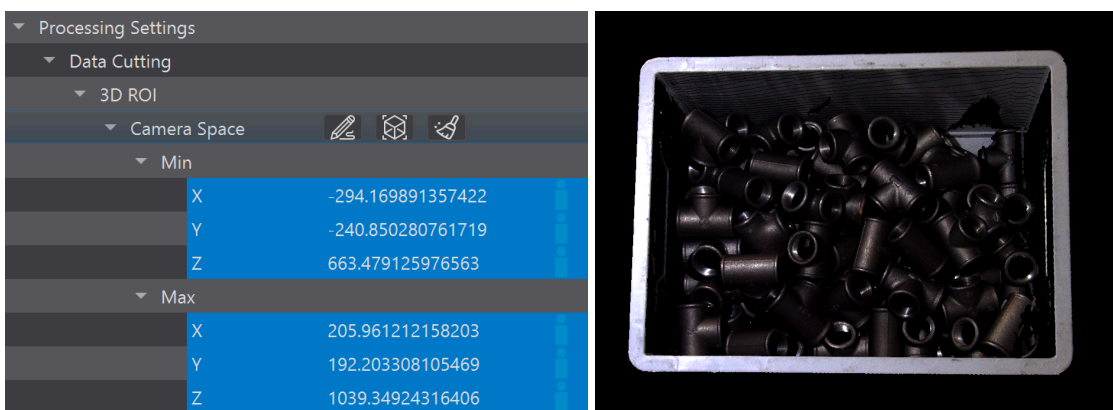 Processing Settings
Data Cutting
3D ROI
Camera Space
Min
X -294.169891357422
Y -240.850280761719
Z 663.479125976563
Max
X 205.961212158203
Y 192.203308105469
Z 1039.34924316406